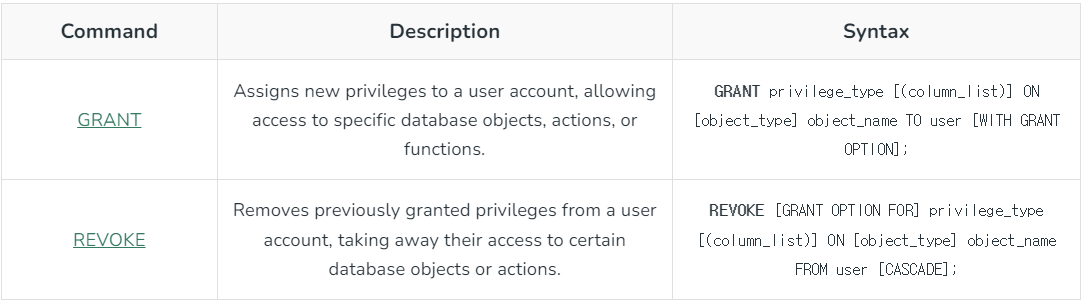 Command Description Syntax
GRANT
Assigns new privileges to a user account, allowing
access to specific database objects, actions, or
functions.
GRANT privilege_type [(column_list)] ON
[object_type] object_name TO user [WITH GRANT
OPTION];
REVOKE
Removes previously granted privileges from a user
account, taking away their access to certain
database objects or actions.
REVOKE [GRANT OPTION FOR] privilege_type
[(column_list)] ON [object_type] object_name
FROM user [CASCADE];